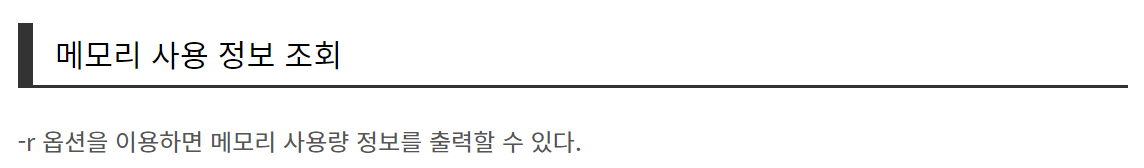 메모리 사용 정보 조회
-r 옵션을 이용하면 메모리 사용량 정보를 출력할 수 있다.